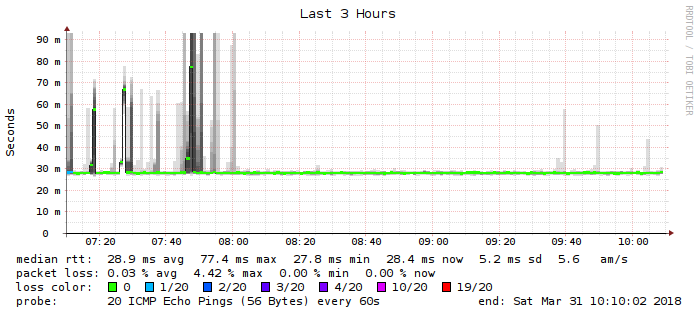 Last 3 Hours
RRDTOOL / TOBI OETIKER
Seconds
90 m
80 m
70 m
60 m
50 m
40 m
30 m
20 m
10 m
0
07:20 07:40 08:00 08:20 08:40 09:00 09:20 09:40 10:00
median rtt: 28.9 ms avg 77.4 ms max 27.8 ms min 28.4 ms now 5.2 ms sd 5.6 am/s
packet loss: 0.03 % avg 4.42 % max 0.00 % min 0.00 % now
loss color: 0 1/20 2/20 3/20 4/20 10/20 19/20
probe: 20 ICMP Echo Pings (56 Bytes) every 60s end: Sat Mar 31 10:10:02 2018